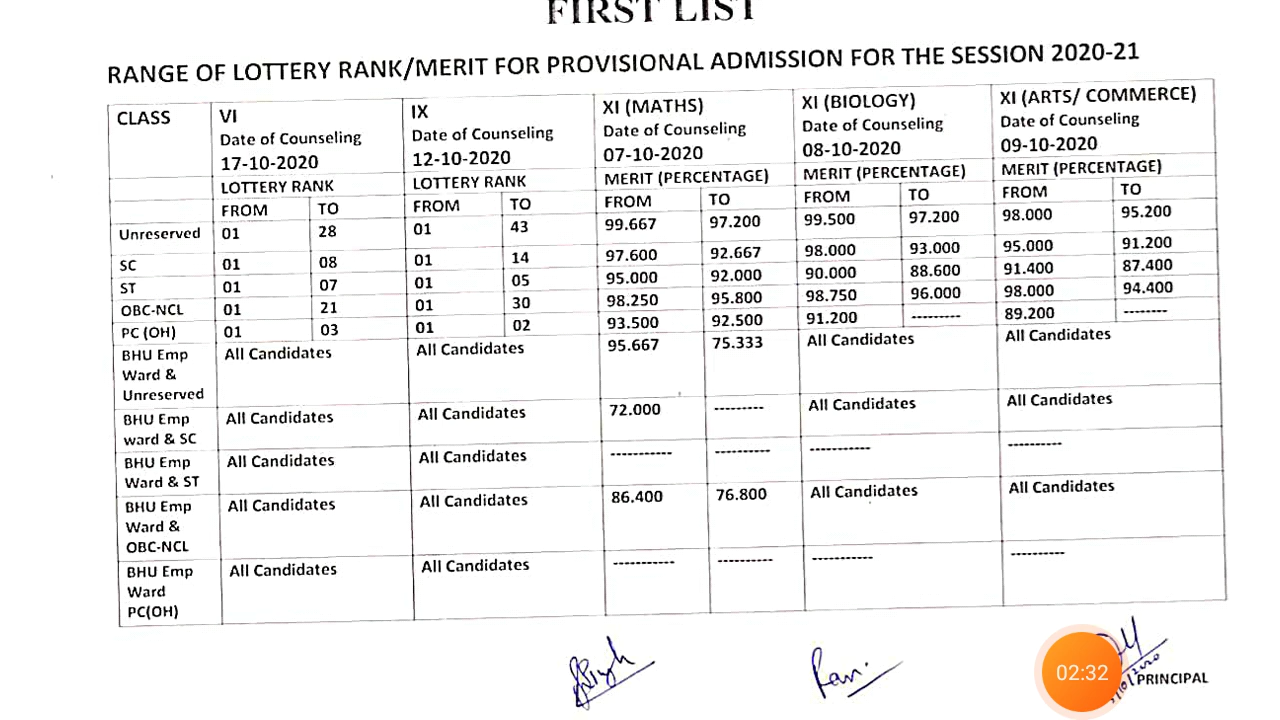 FIRST LIST
RANGE OF LOTTERY RANK/MERIT FOR PROVISIONAL ADMISSION FOR THE SESSION 2020-21
CLASS VI IX XI (MATHS) XI (BIOLOGY) XI (ARTS/ COMMERCE)
Date of Counseling Date of Counseling Date of Counseling Date of Counseling Date of Counseling
17-10-2020 12-10-2020 07-10-2020 08-10-2020 09-10-2020
LOTTERY RANK LOTTERY RANK MERIT (PERCENTAGE) MERIT (PERCENTAGE) MERIT (PERCENTAGE)
FROM TO FROM TO FROM TO FROM TO FROM TO
Unreserved 01 28 01 43 99.667 97.200 99.500 97.200 98.000 95.200
SC 01 08 01 14 97.600 92.667 98.000 93.000 95.000 91.200
ST 01 07 01 05 95.000 92.000 90.000 88.600 91.400 87.400
OBC-NCL 01 21 01 30 98.250 95.800 98.750 96.000 98.000 94.400
PC (OH) 01 03 01 02 93.500 92.500 91.200 --------- 89.200 --------
BHU Emp All Candidates All Candidates 95.667 75.333 All Candidates All Candidates
Ward &
Unreserved
BHU Emp All Candidates All Candidates 72.000 --------- All Candidates All Candidates
ward & SC
BHU Emp All Candidates All Candidates ----------- ---------- ----------- ----------
Ward & ST
BHU Emp All Candidates All Candidates 86.400 76.800 All Candidates All Candidates
Ward &
OBC-NCL
BHU Emp All Candidates All Candidates ----------- ---------- ----------- ----------
Ward
PC(OH)
02:32
PRINCIPAL